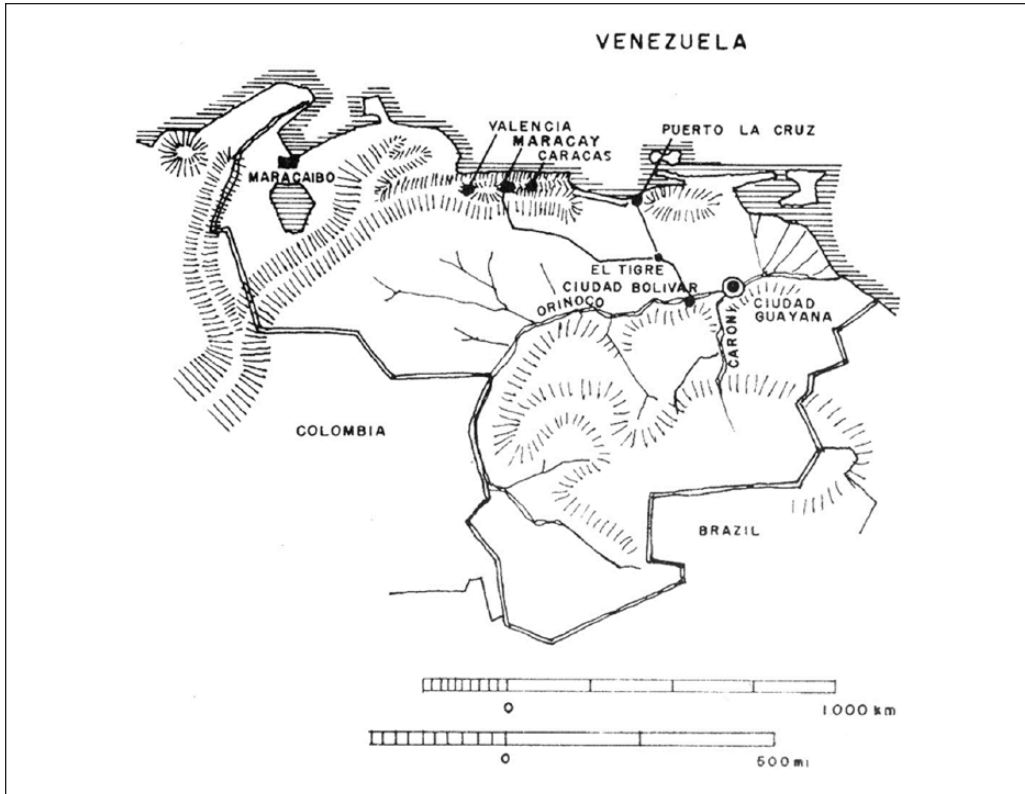 VENEZUELA
VALENCIA
MARACAY
CARACAS
PUERTO LA CRUZ
MARACAIBO
EL TIGRE
CIUDAD BOLIVAR
ORINOCO
CIUDAD
GUAYANA
CARONI
COLOMBIA
BRAZIL
0
1000 km
0
500 mi